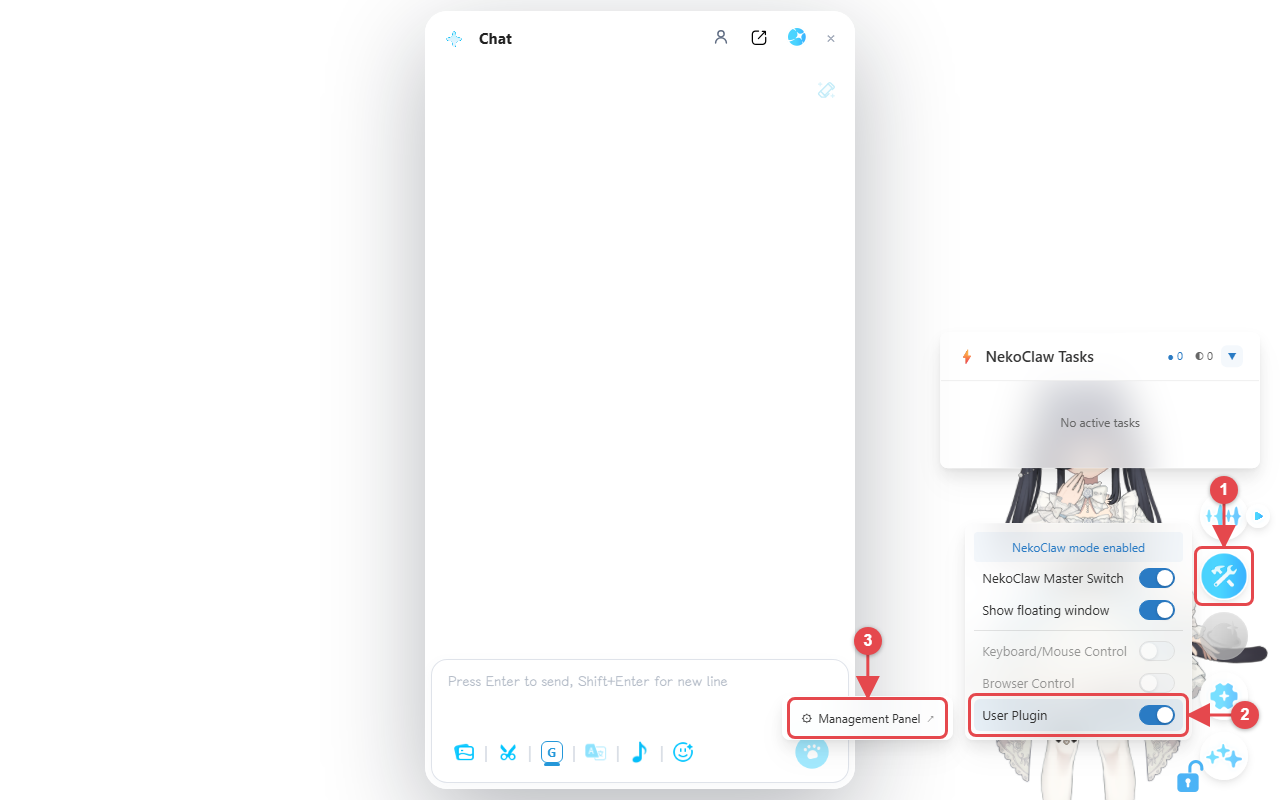 Chat
Press Enter to send, Shift+Enter for new line
G
A
NekoClaw Tasks
0
0
No active tasks
1
NekoClaw mode enabled
NekoClaw Master Switch
Show floating window
Keyboard/Mouse Control
Browser Control
User Plugin
2
3
Management Panel